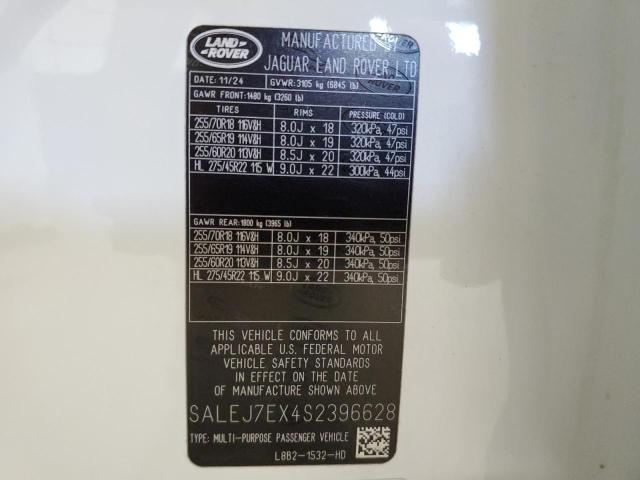 LAND ROVER
MANUFACTURED BY
JAGUAR LAND ROVER LTD
DATE: 11/24 GVWR: 3105 kg (6845 lb)
GAWR FRONT: 1480 kg (3260 lb)
TIRES RIMS PRESSURE (COLD)
255/70R18 116V&H 8.0J x 18 320kPa, 47psi
255/65R19 114V&H 8.0J x 19 320kPa, 47psi
255/60R20 113V&H 8.5J x 20 320kPa, 47psi
HL 275/45R22 115 W 9.0J x 22 300kPa, 44psi
GAWR REAR: 1800 kg (3965 lb)
255/70R18 116V&H 8.0J x 18 340kPa, 50psi
255/65R19 114V&H 8.0J x 19 340kPa, 50psi
255/60R20 113V&H 8.5J x 20 340kPa, 50psi
HL 275/45R22 115 W 9.0J x 22 340kPa, 50psi
THIS VEHICLE CONFORMS TO ALL
APPLICABLE U.S. FEDERAL MOTOR
VEHICLE SAFETY STANDARDS
IN EFFECT ON THE DATE OF
MANUFACTURE SHOWN ABOVE
SALEJ7EX4S2396628
TYPE: MULTI-PURPOSE PASSENGER VEHICLE
L8B2-1532-HD